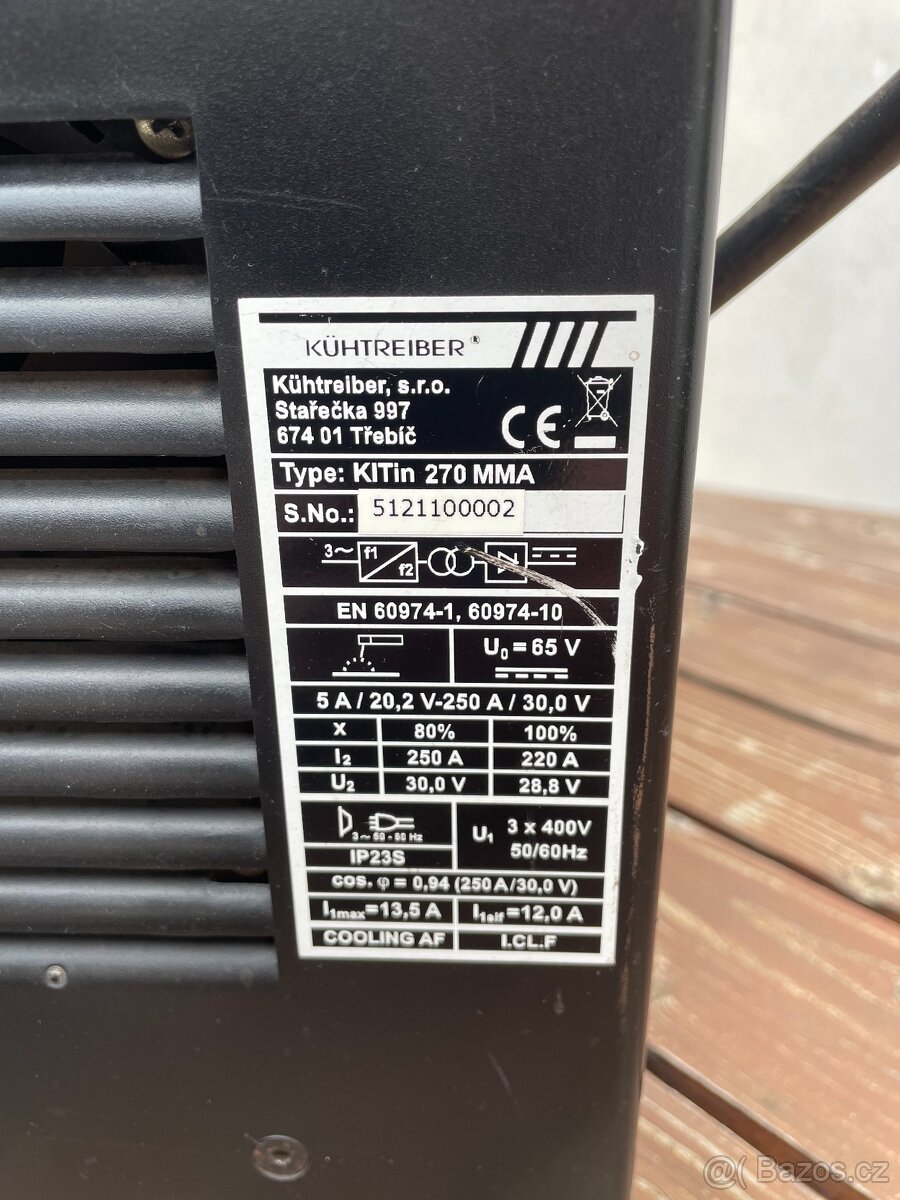 KÜHTREIBER ®
Kühtreiber, s.r.o.
Stařečka 997
674 01 Třebíč
CE
Type: KITin 270 MMA
S.No.: 5121100002
3~ f1 f2
EN 60974-1, 60974-10
U0 = 65 V
5 A / 20,2 V-250 A / 30,0 V
X 80% 100%
I2 250 A 220 A
U2 30,0 V 28,8 V
3 ~ 50 - 60 Hz
IP23S
U1 3 x 400V
50/60Hz
cos. φ = 0,94 (250 A/30,0 V)
I1max=13,5 A I1eff=12,0 A
COOLING AF I.CL.F
@( Bazos.cz